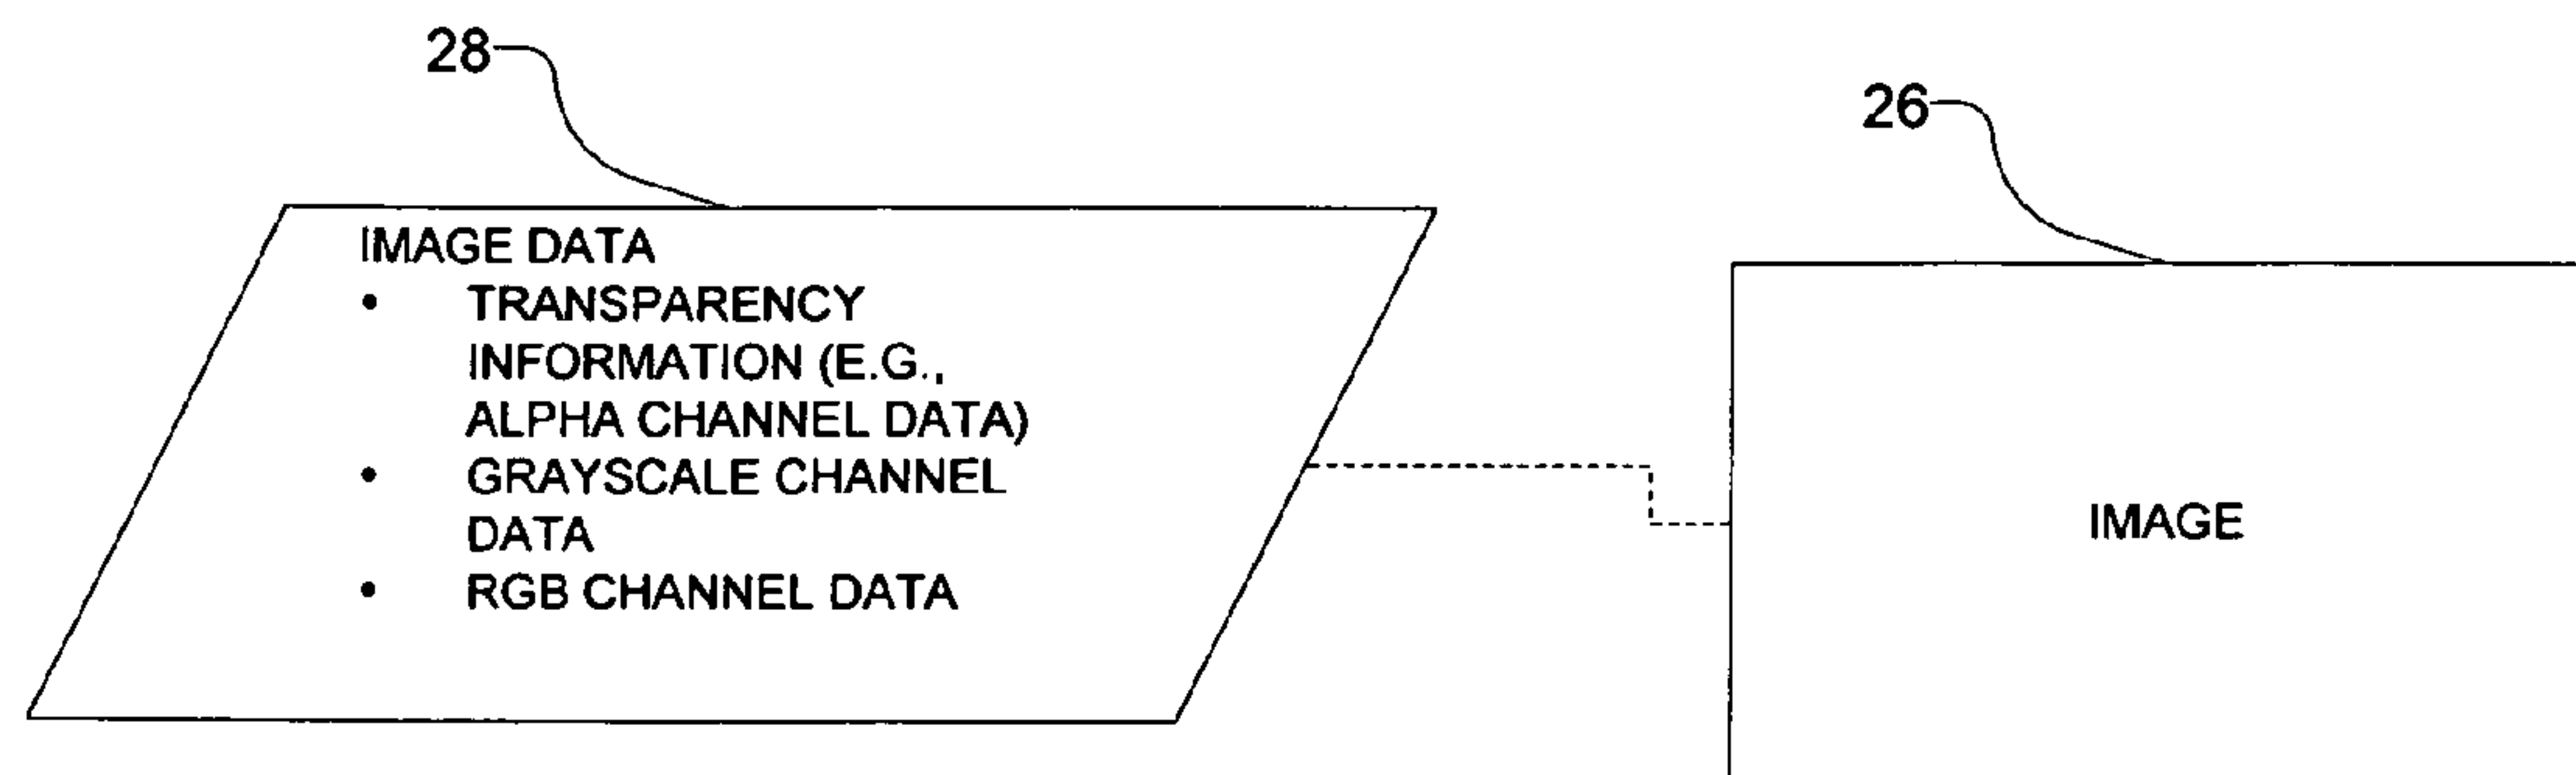 28
26
IMAGE DATA
• TRANSPARENCY
INFORMATION (E.G.,
ALPHA CHANNEL DATA)
• GRAYSCALE CHANNEL
DATA
• RGB CHANNEL DATA
IMAGE